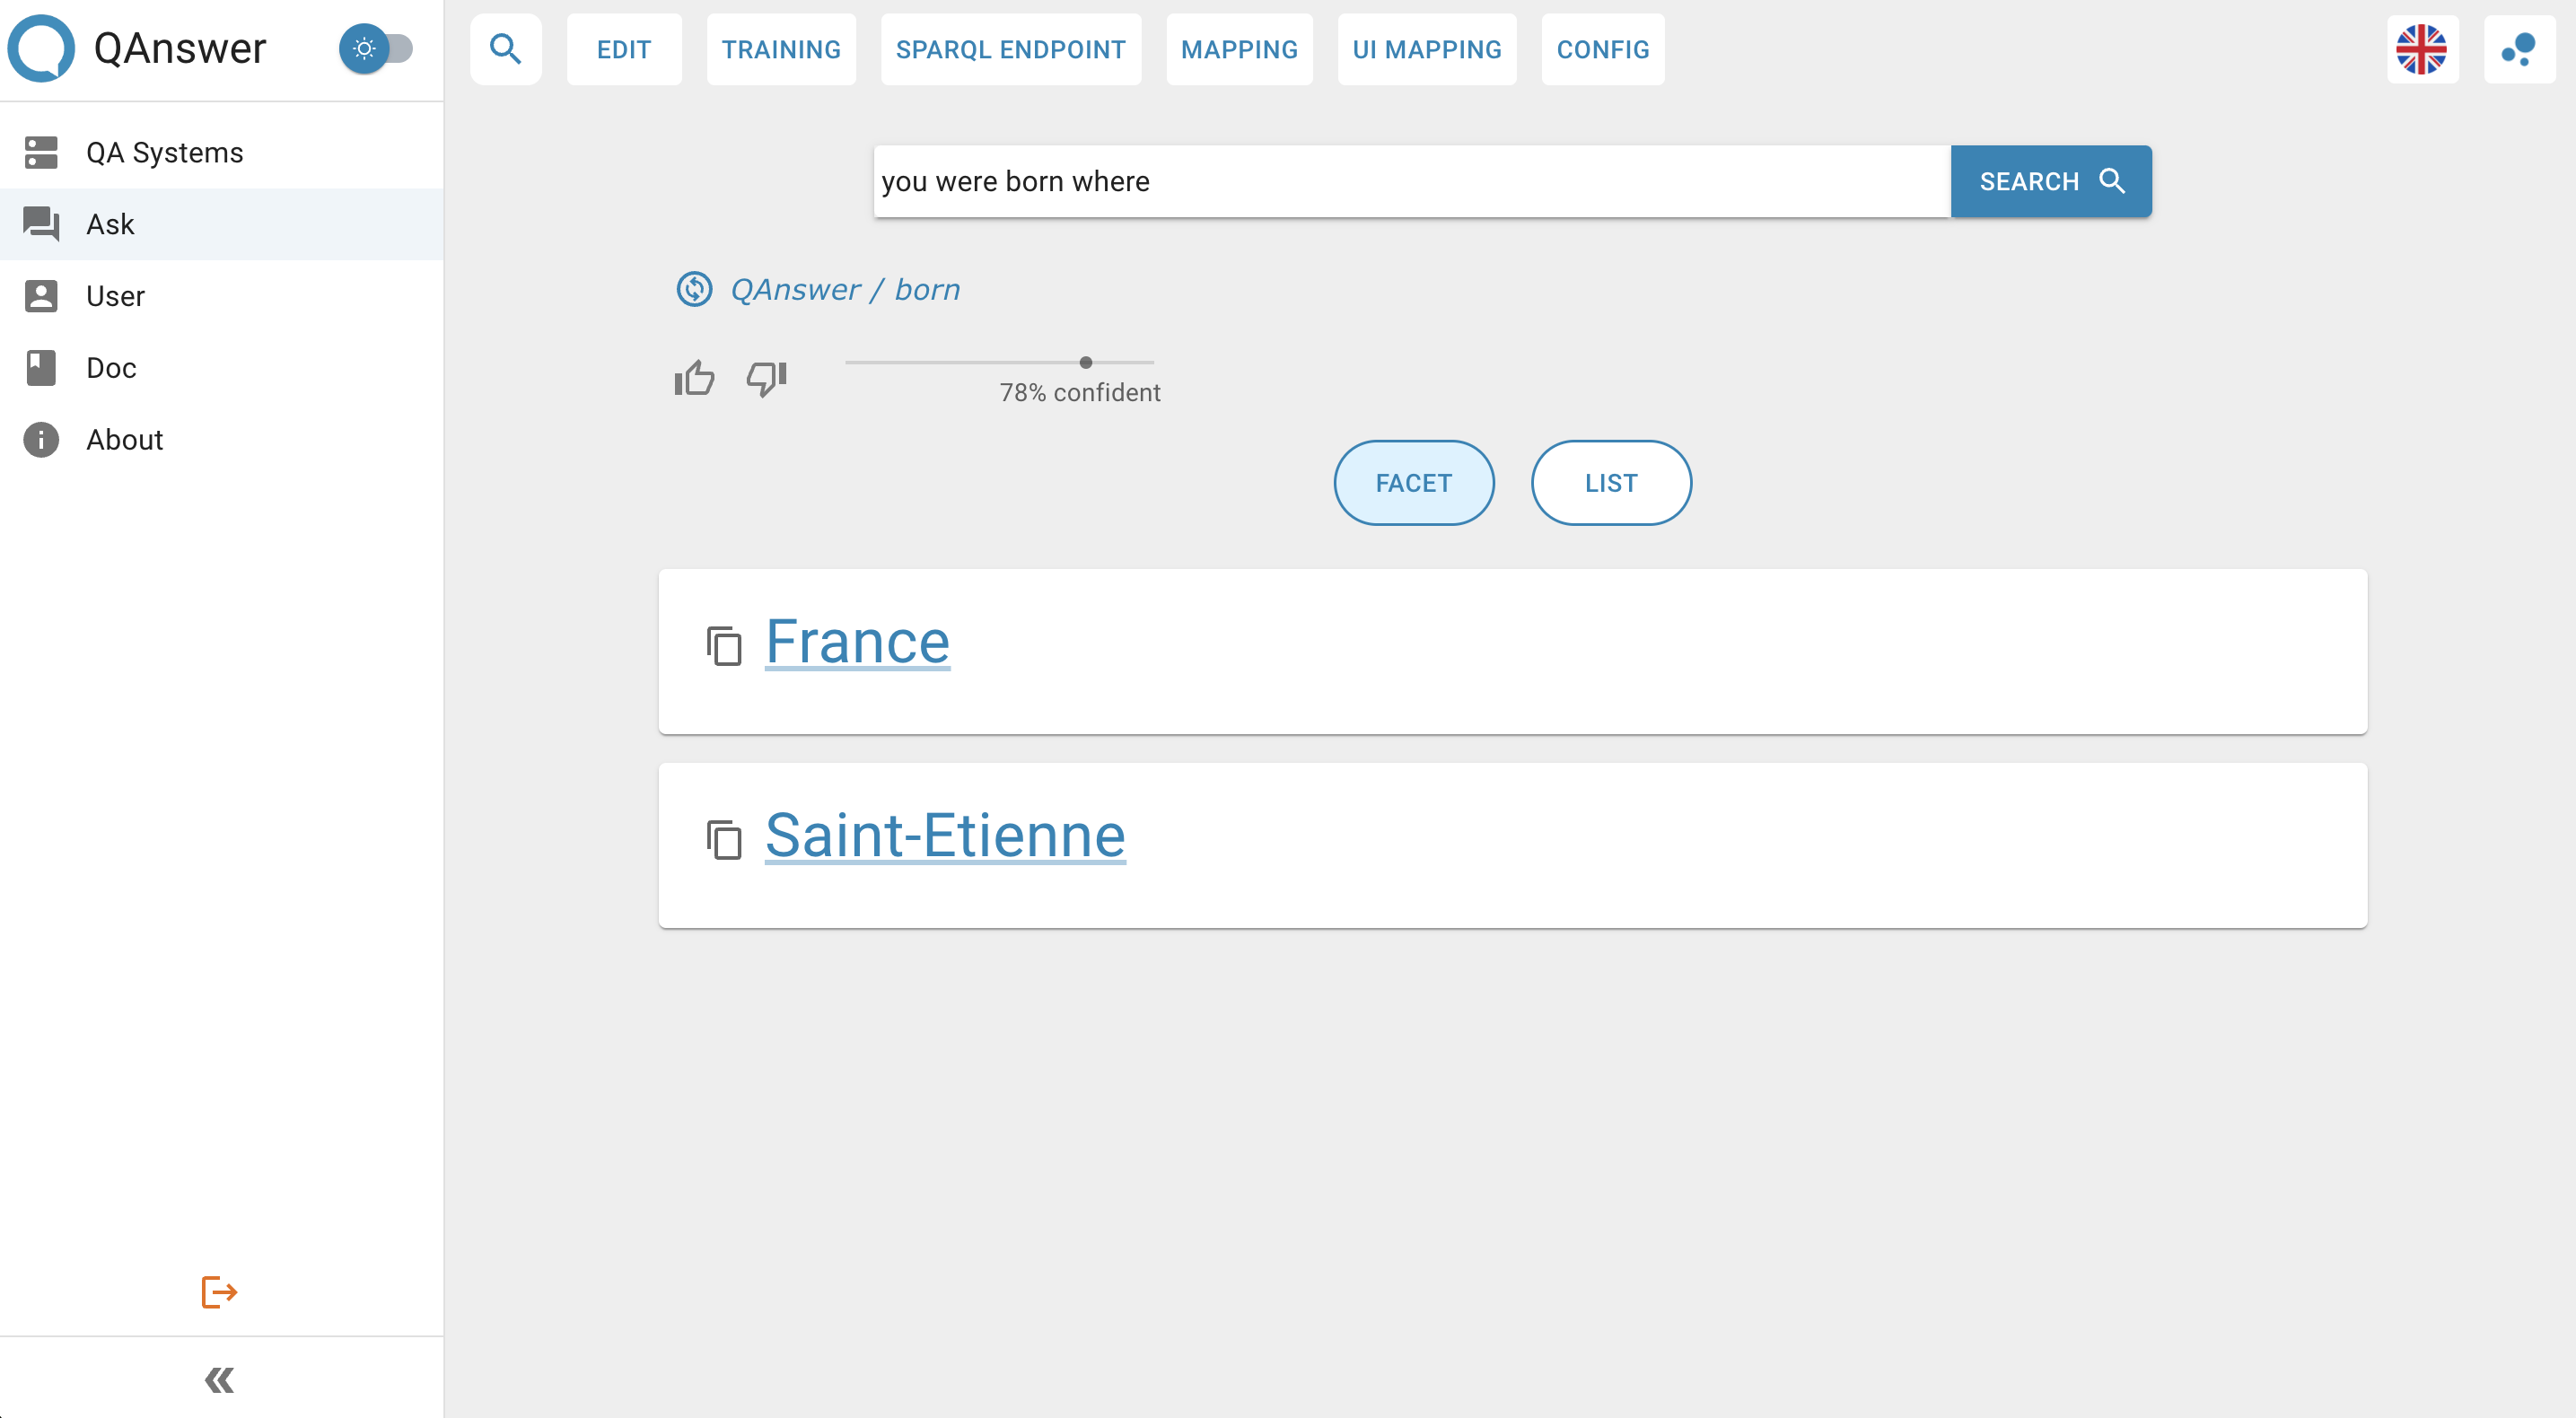 QAnswer
QA Systems
Ask
User
Doc
About
EDIT
TRAINING
SPARQL ENDPOINT
MAPPING
UI MAPPING
CONFIG
you were born where
SEARCH
QAnswer / born
78% confident
FACET
LIST
France
Saint-Etienne